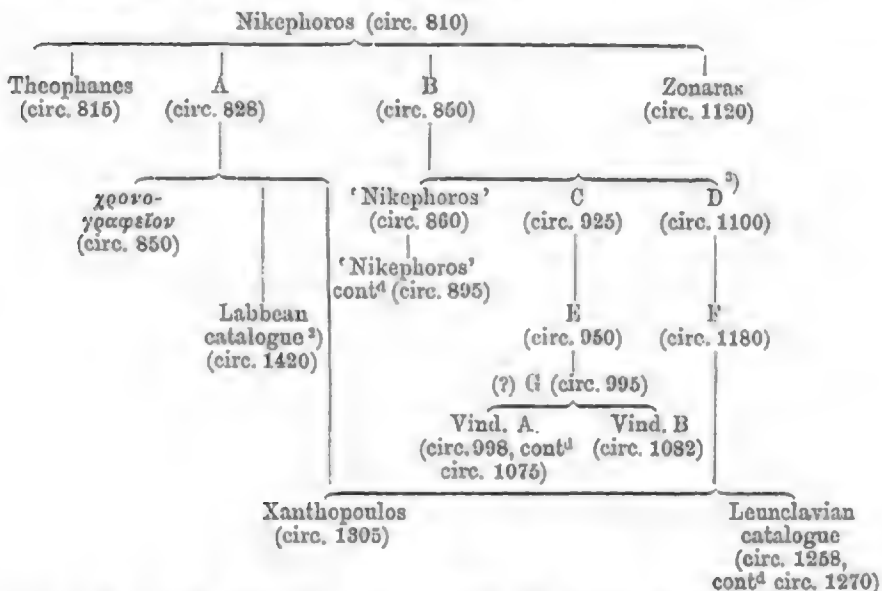 Nikephoros (circ. 810)
Theophanes A B Zonaras
(circ. 815) (circ. 828) (circ. 850) (circ. 1120)
χρονο- 'Nikephoros' C D ³)
γραφεῖον (circ. 860) (circ. 925) (circ. 1100)
(circ. 850)
'Nikephoros'
contᵈ (circ. 895)
Labbean E F
catalogue ²) (circ. 950) (circ. 1180)
(circ. 1420)
(?) G (circ. 995)
Vind. A. Vind. B
(circ. 998, contᵈ (circ. 1082)
circ. 1075)
Xanthopoulos Leunclavian
(circ. 1305) catalogue
(circ. 1258,
contᵈ circ. 1270)